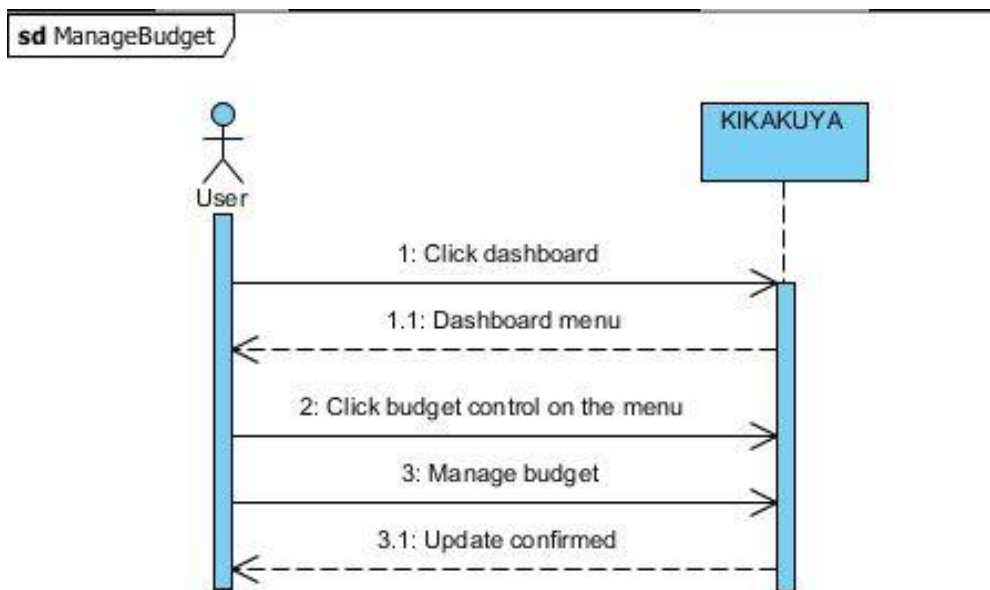 sd ManageBudget
KIKAKUYA
User
1: Click dashboard
1.1: Dashboard menu
2: Click budget control on the menu
3: Manage budget
3.1: Update confirmed